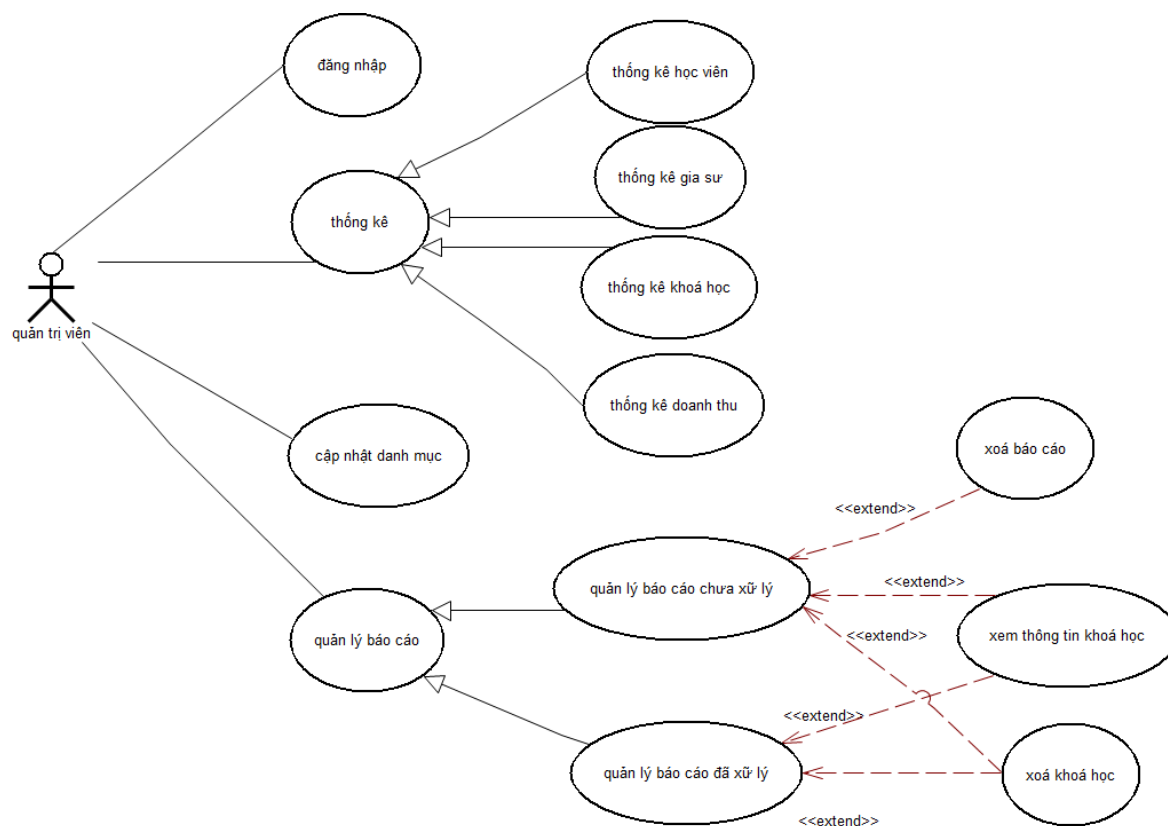 đăng nhập
thống kê học viên
thống kê gia sư
thống kê
thống kê khoá học
quản trị viên
thống kê doanh thu
cập nhật danh mục
xoá báo cáo
<<extend>>
quản lý báo cáo chưa xữ lý
<<extend>>
<<extend>>
xem thông tin khoá học
quản lý báo cáo
<<extend>>
quản lý báo cáo đã xữ lý
xoá khoá học
<<extend>>